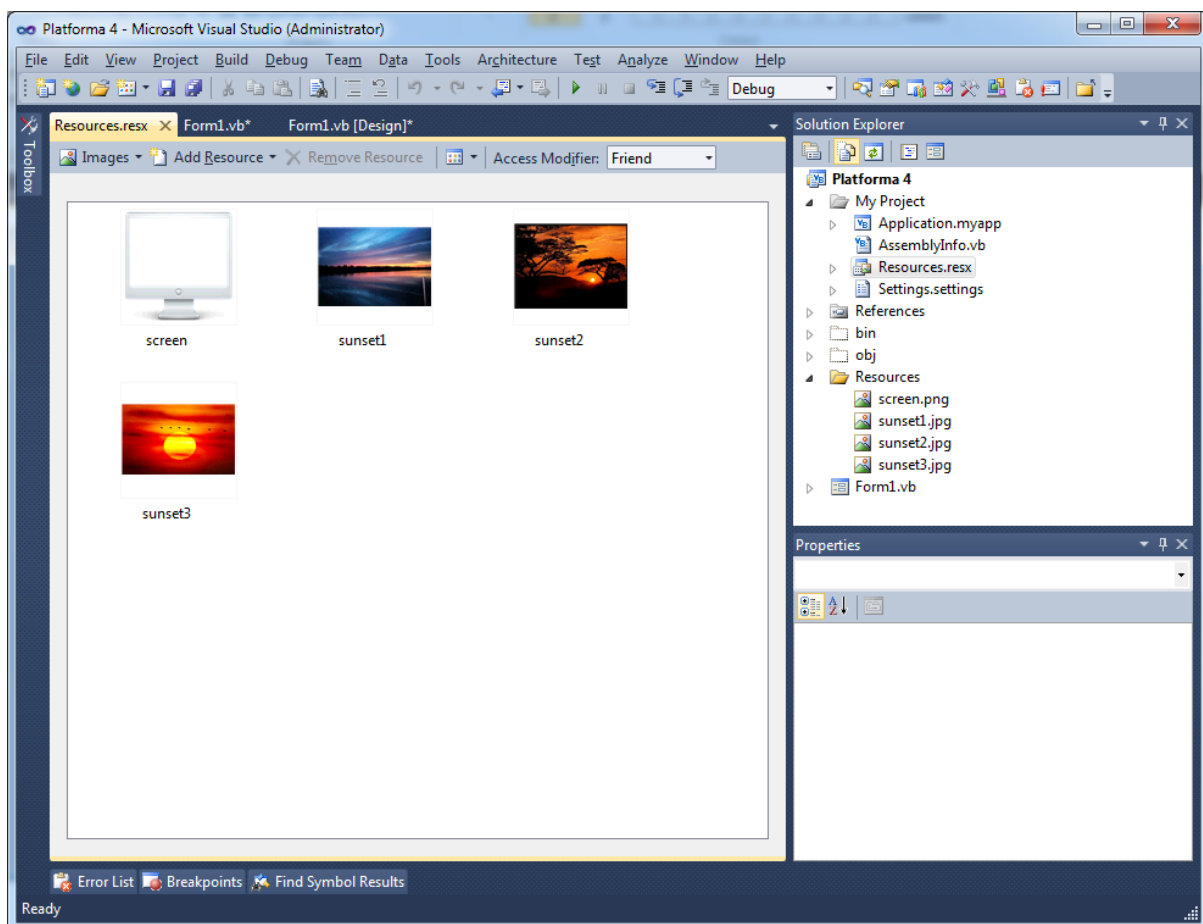 Platforma 4 - Microsoft Visual Studio (Administrator)
File Edit View Project Build Debug Team Data Tools Architecture Test Analyze Window Help
Debug
Toolbox
Resources.resx Form1.vb* Form1.vb [Design]*
Images Add Resource Remove Resource Access Modifier: Friend
screen sunset1 sunset2
sunset3
Solution Explorer
Platforma 4
My Project
Application.myapp
AssemblyInfo.vb
Resources.resx
Settings.settings
References
bin
obj
Resources
screen.png
sunset1.jpg
sunset2.jpg
sunset3.jpg
Form1.vb
Properties
Error List Breakpoints Find Symbol Results
Ready